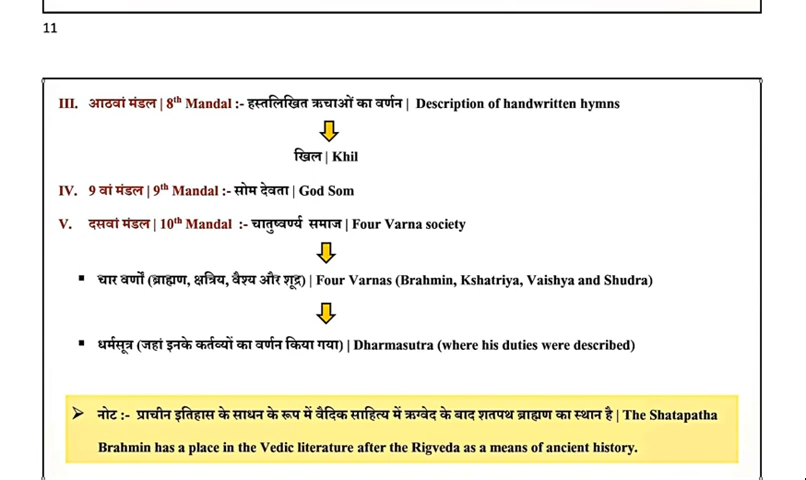 11
III. आठवां मंडल | 8th Mandal :- हस्तलिखित ऋचाओं का वर्णन | Description of handwritten hymns
खिल | Khil
IV. 9 वां मंडल | 9th Mandal :- सोम देवता | God Som
V. दसवां मंडल | 10th Mandal :- चातुष्वर्ण्य समाज | Four Varna society
▪ चार वर्णों (ब्राह्मण, क्षत्रिय, वैश्य और शूद्र) | Four Varnas (Brahmin, Kshatriya, Vaishya and Shudra)
▪ धर्मसूत्र (जहां इनके कर्तव्यों का वर्णन किया गया) | Dharmasutra (where his duties were described)
➢ नोट :- प्राचीन इतिहास के साधन के रूप में वैदिक साहित्य में ऋग्वेद के बाद शतपथ ब्राह्मण का स्थान है | The Shatapatha
Brahmin has a place in the Vedic literature after the Rigveda as a means of ancient history.